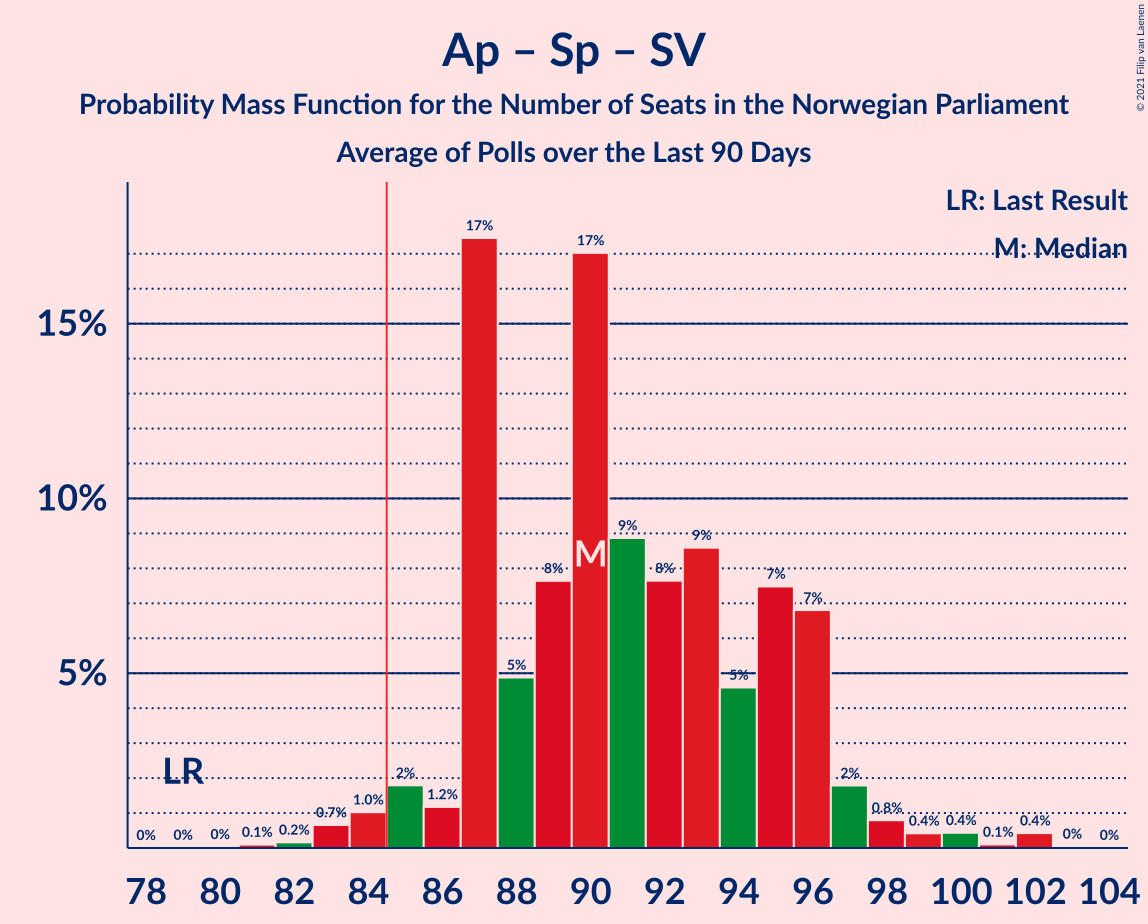 Ap – Sp – SV
Probability Mass Function for the Number of Seats in the Norwegian Parliament
Average of Polls over the Last 90 Days
© 2021 Filip van Laenen
LR: Last Result
M: Median
15%
10%
5%
LR
M
0% 0% 0% 0.1% 0.2% 0.7% 1.0% 2% 1.2% 17% 5% 8% 17% 9% 8% 9% 5% 7% 7% 2% 0.8% 0.4% 0.4% 0.1% 0.4% 0% 0%
78 80 82 84 86 88 90 92 94 96 98 100 102 104